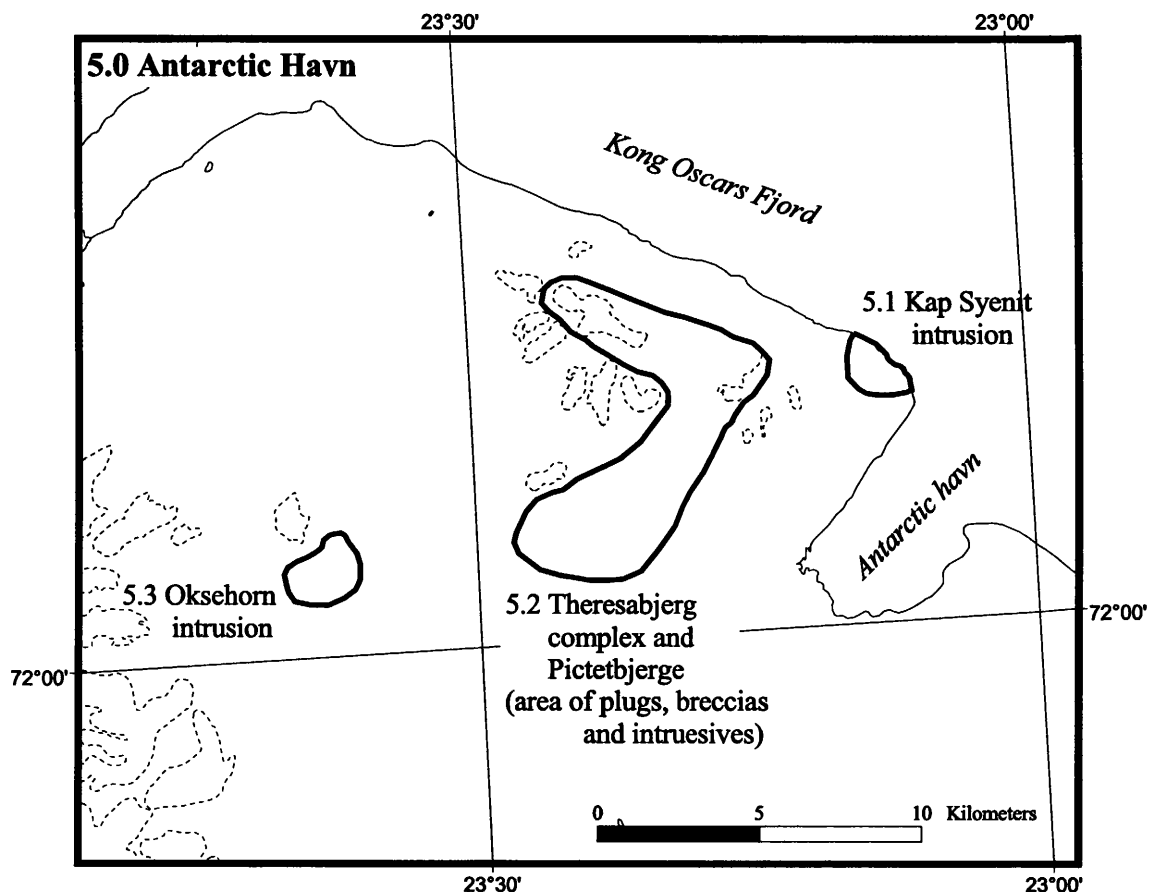 23°30'
23°00'
5.0 Antarctic Havn
Kong Oscars Fjord
5.1 Kap Syenit
intrusion
Antarctic havn
5.3 Oksehorn
intrusion
5.2 Theresabjerg
complex and
Pictetbjerge
(area of plugs, breccias
and intruesives)
72°00'
72°00'
0 5 10 Kilometers
23°30'
23°00'